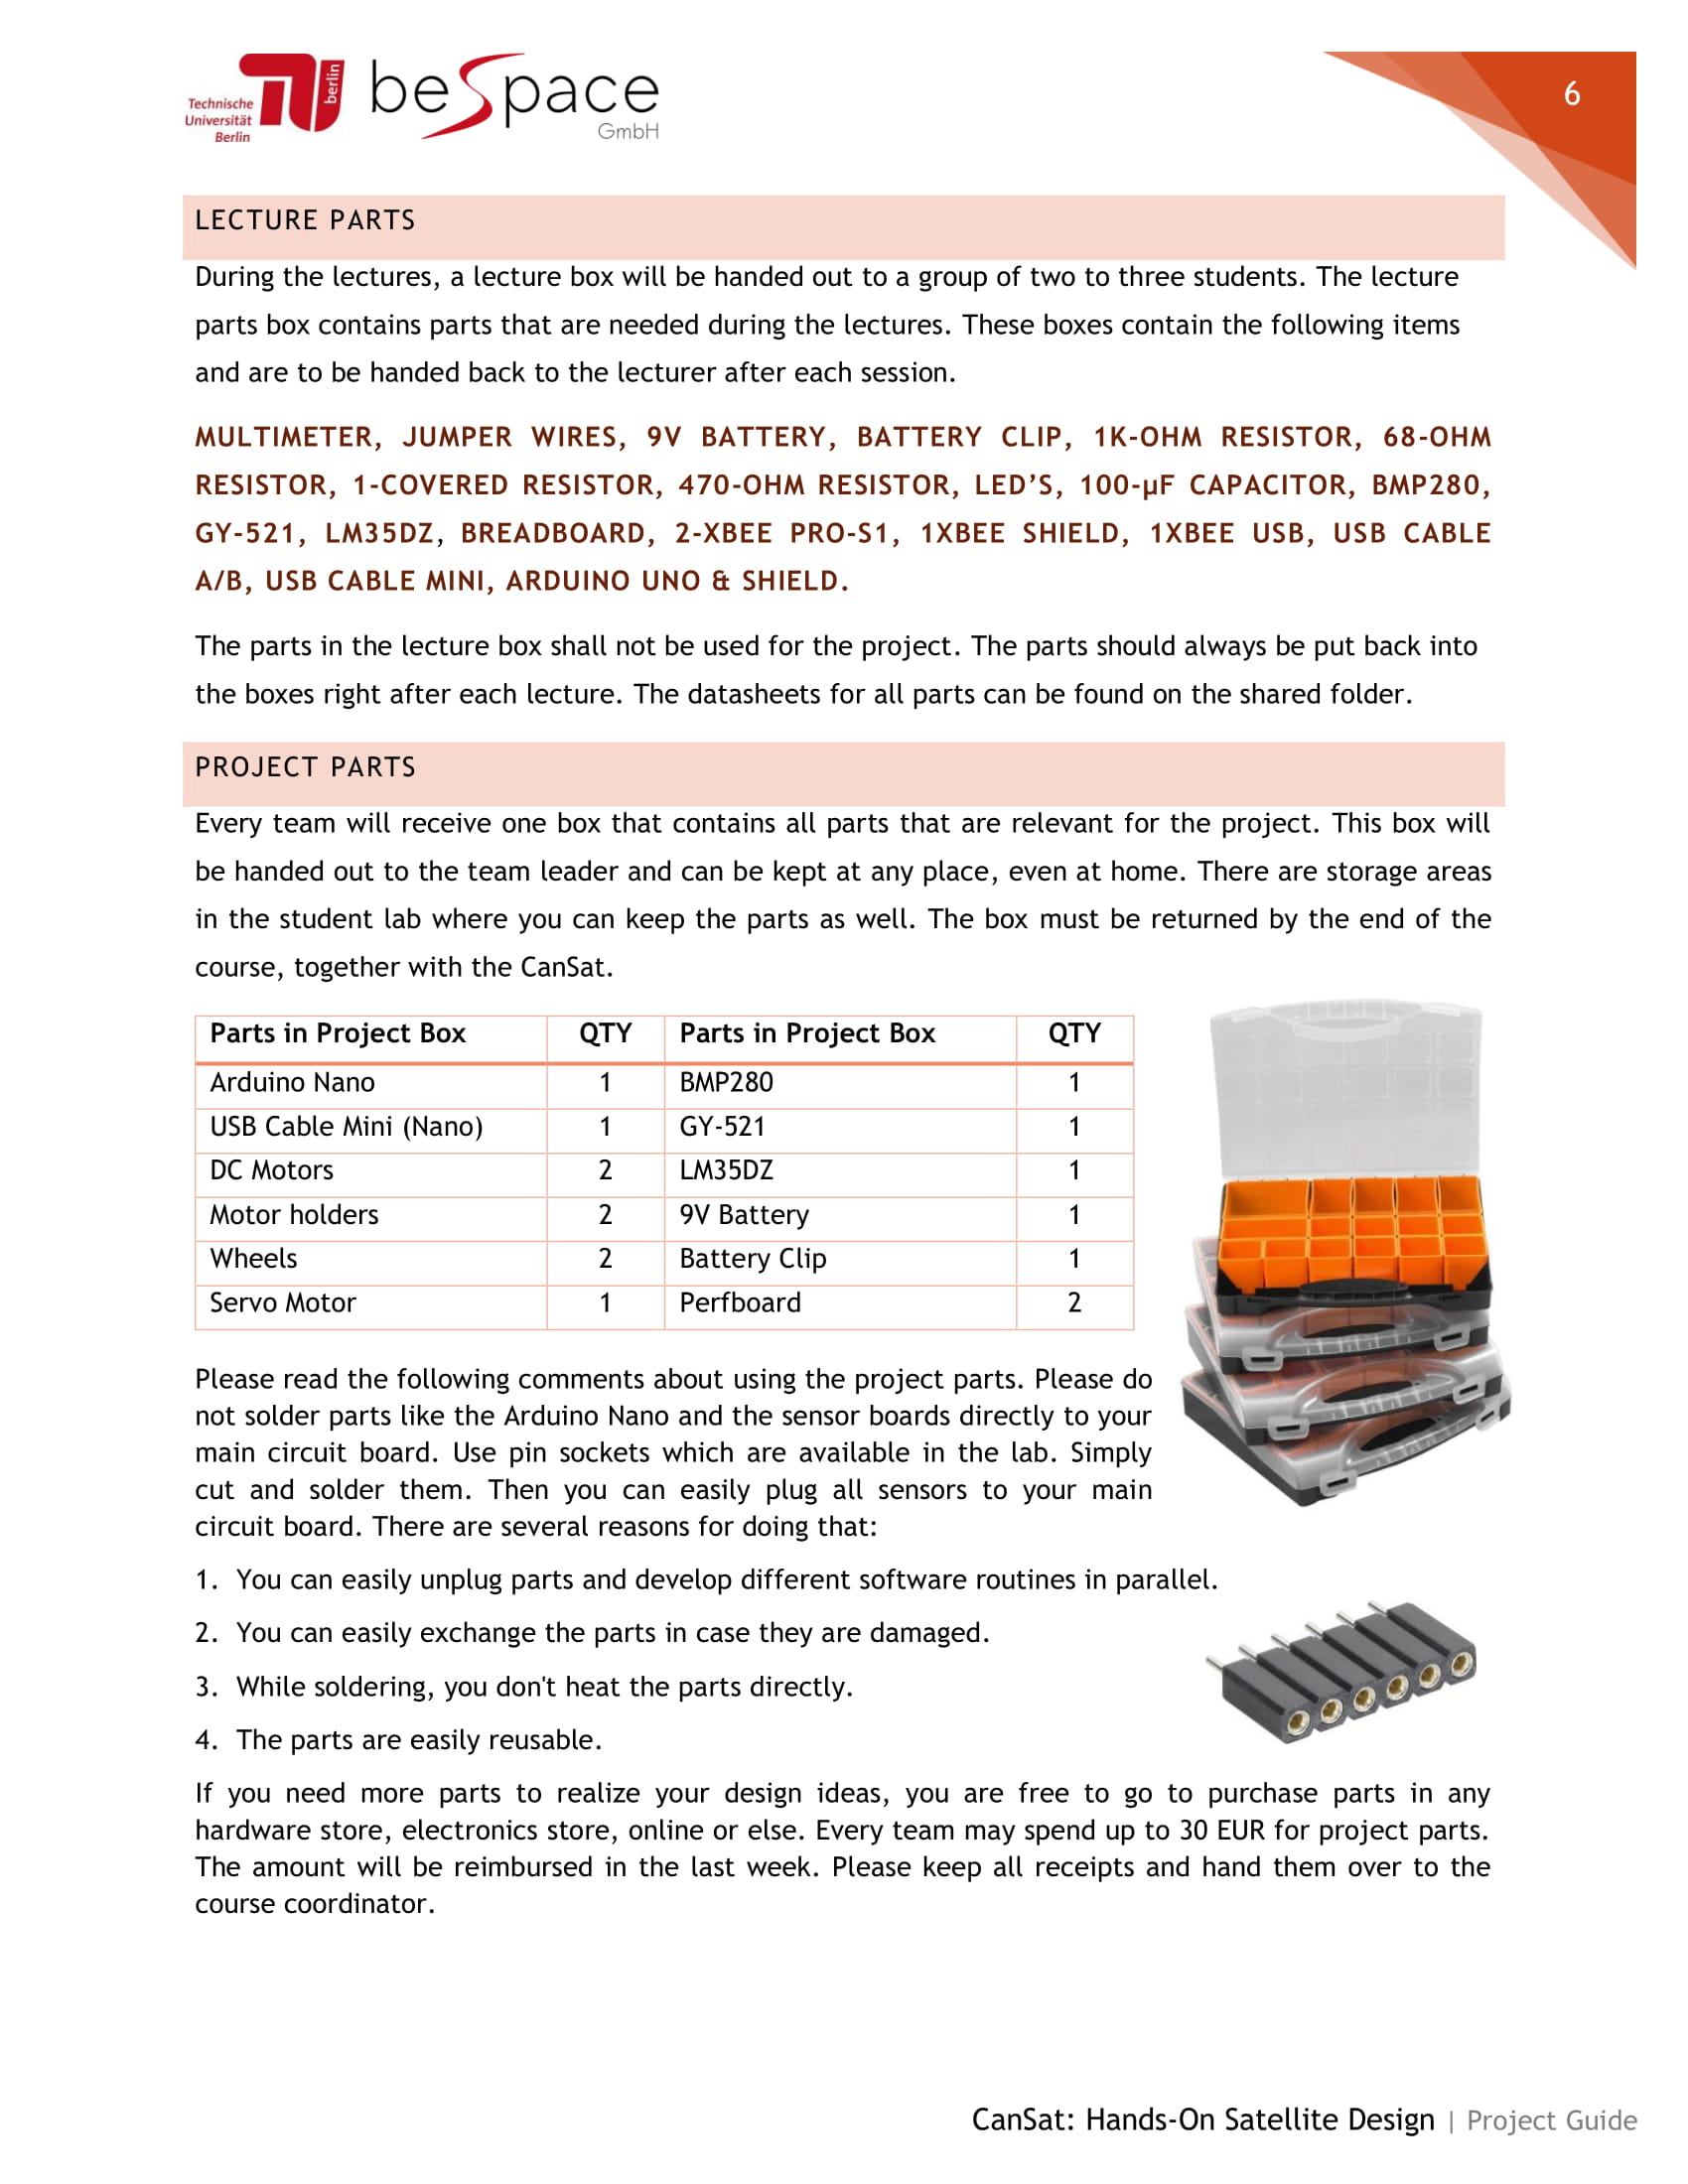 Technische
Universität
Berlin
berlin
beSpace
GmbH
6
LECTURE PARTS
During the lectures, a lecture box will be handed out to a group of two to three students. The lecture
parts box contains parts that are needed during the lectures. These boxes contain the following items
and are to be handed back to the lecturer after each session.
MULTIMETER, JUMPER WIRES, 9V BATTERY, BATTERY CLIP, 1K-OHM RESISTOR, 68-OHM
RESISTOR, 1-COVERED RESISTOR, 470-OHM RESISTOR, LED’S, 100-µF CAPACITOR, BMP280,
GY-521, LM35DZ, BREADBOARD, 2-XBEE PRO-S1, 1XBEE SHIELD, 1XBEE USB, USB CABLE
A/B, USB CABLE MINI, ARDUINO UNO & SHIELD.
The parts in the lecture box shall not be used for the project. The parts should always be put back into
the boxes right after each lecture. The datasheets for all parts can be found on the shared folder.
PROJECT PARTS
Every team will receive one box that contains all parts that are relevant for the project. This box will
be handed out to the team leader and can be kept at any place, even at home. There are storage areas
in the student lab where you can keep the parts as well. The box must be returned by the end of the
course, together with the CanSat.
Parts in Project Box QTY Parts in Project Box QTY
Arduino Nano 1 BMP280 1
USB Cable Mini (Nano) 1 GY-521 1
DC Motors 2 LM35DZ 1
Motor holders 2 9V Battery 1
Wheels 2 Battery Clip 1
Servo Motor 1 Perfboard 2
Please read the following comments about using the project parts. Please do
not solder parts like the Arduino Nano and the sensor boards directly to your
main circuit board. Use pin sockets which are available in the lab. Simply
cut and solder them. Then you can easily plug all sensors to your main
circuit board. There are several reasons for doing that:
1. You can easily unplug parts and develop different software routines in parallel.
2. You can easily exchange the parts in case they are damaged.
3. While soldering, you don't heat the parts directly.
4. The parts are easily reusable.
If you need more parts to realize your design ideas, you are free to go to purchase parts in any
hardware store, electronics store, online or else. Every team may spend up to 30 EUR for project parts.
The amount will be reimbursed in the last week. Please keep all receipts and hand them over to the
course coordinator.
CanSat: Hands-On Satellite Design | Project Guide